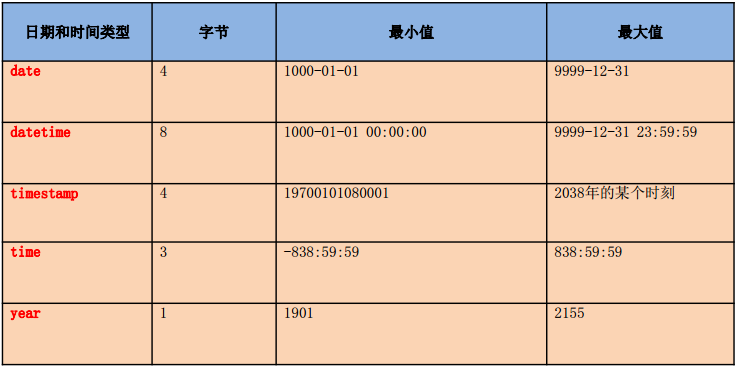 日期和时间类型 字节 最小值 最大值
date 4 1000-01-01 9999-12-31
datetime 8 1000-01-01 00:00:00 9999-12-31 23:59:59
timestamp 4 19700101080001 2038年的某个时刻
time 3 -838:59:59 838:59:59
year 1 1901 2155